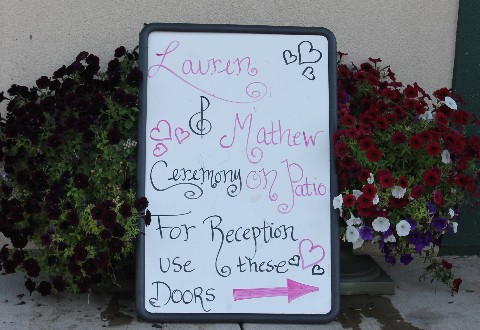 Lauren
&
Mathew
Ceremony on Patio
For Reception
use these
Doors